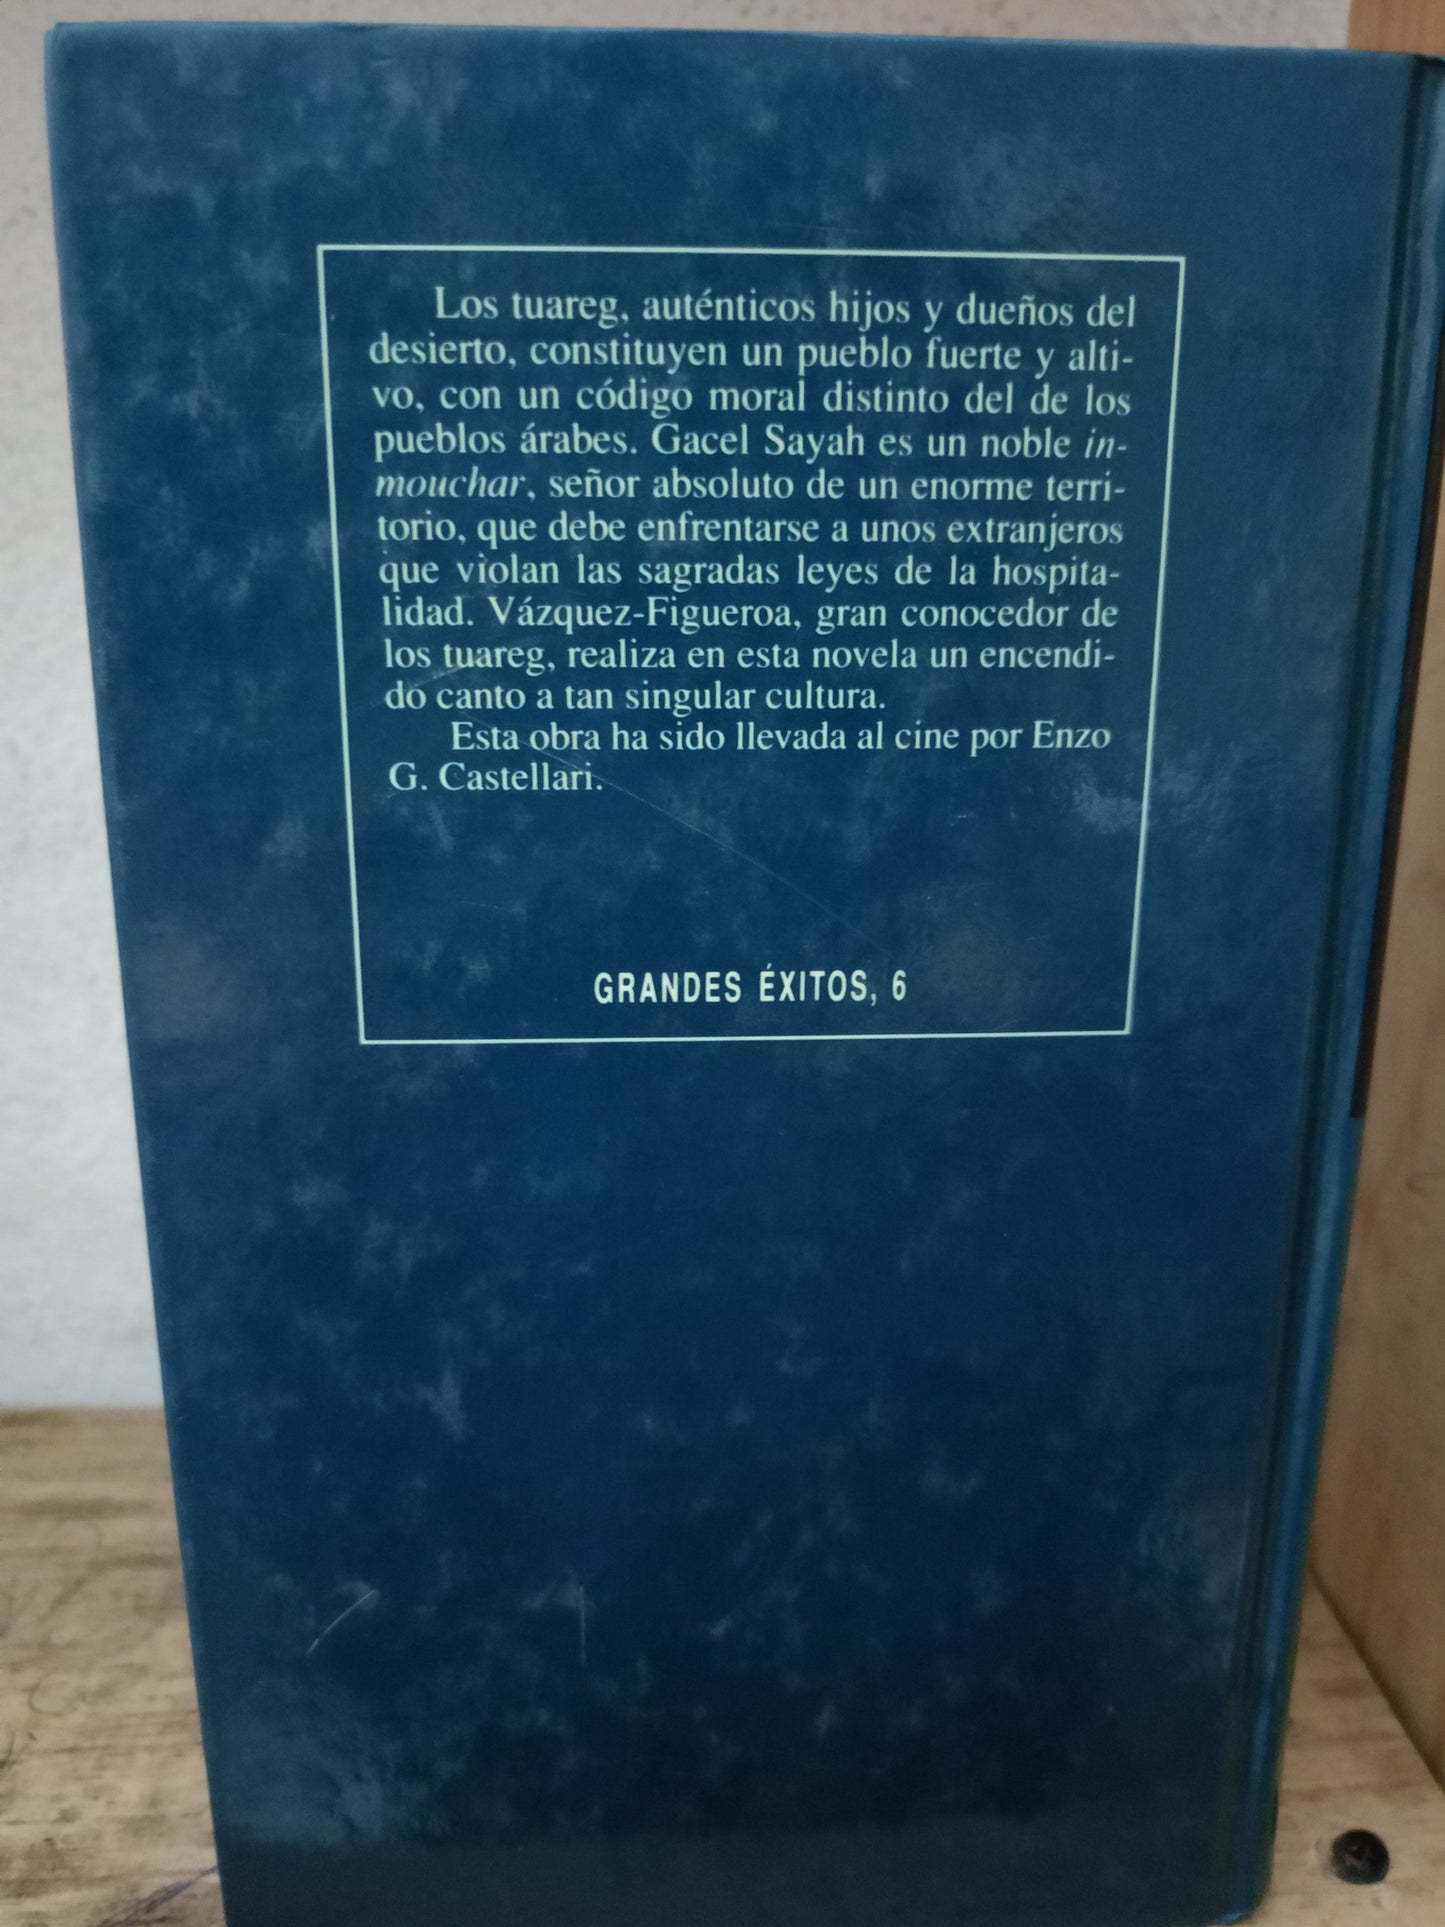 Los tuareg, auténticos hijos y dueños del
desierto, constituyen un pueblo fuerte y alti-
vo, con un código moral distinto del de los
pueblos árabes. Gacel Sayah es un noble in-
mouchar, señor absoluto de un enorme terri-
torio, que debe enfrentarse a unos extranjeros
que violan las sagradas leyes de la hospita-
lidad. Vázquez-Figueroa, gran conocedor de
los tuareg, realiza en esta novela un encendi-
do canto a tan singular cultura.
Esta obra ha sido llevada al cine por Enzo
G. Castellari.
GRANDES ÉXITOS, 6